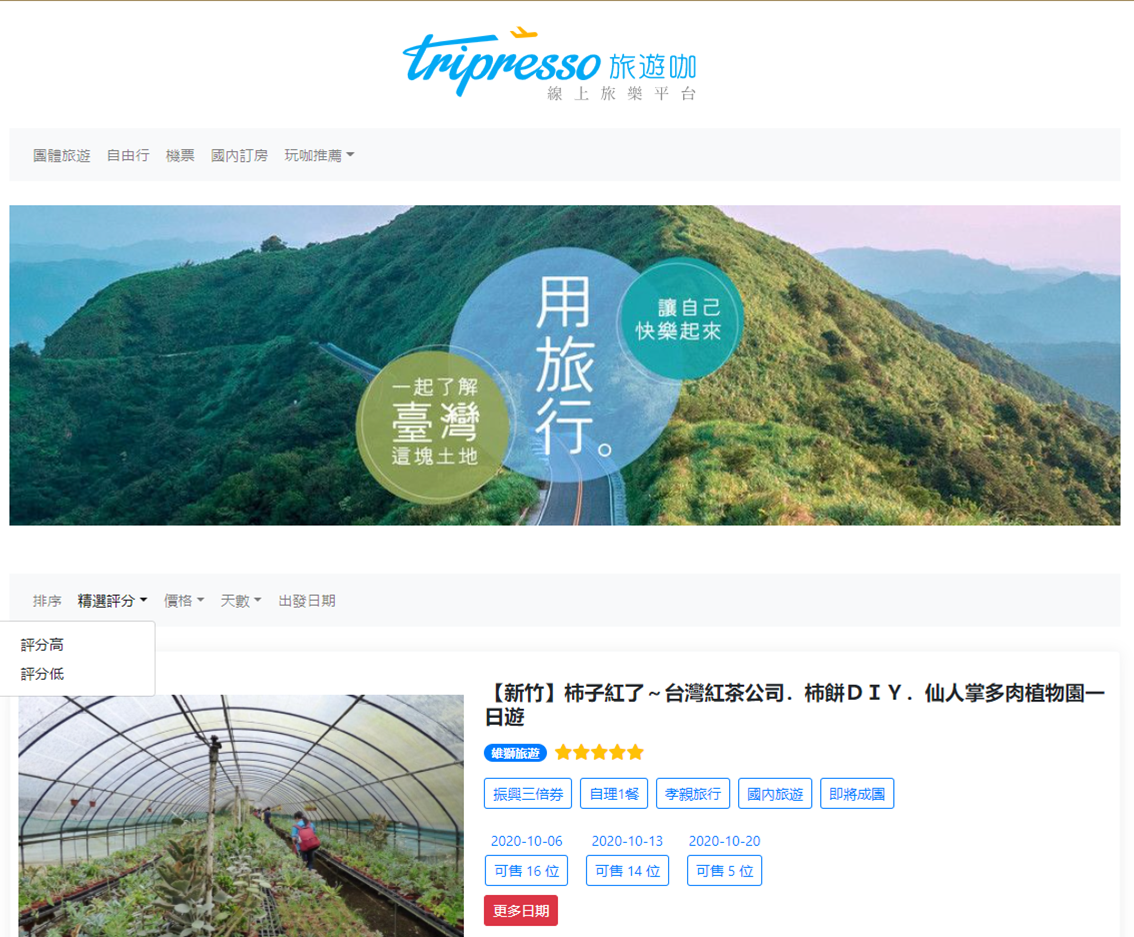 tripresso 旅遊咖
線上旅樂平台
團體旅遊 自由行 機票 國內訂房 玩咖推薦
用旅行。
讓自己
快樂起來
一起了解
臺灣
這塊土地
排序 精選評分 價格 天數 出發日期
評分高
評分低
【新竹】柿子紅了～台灣紅茶公司．柿餅ＤＩＹ．仙人掌多肉植物園一
日遊
雄獅旅遊
振興三倍券 自理1餐 孝親旅行 國內旅遊 即將成團
2020-10-06 2020-10-13 2020-10-20
可售 16 位 可售 14 位 可售 5 位
更多日期